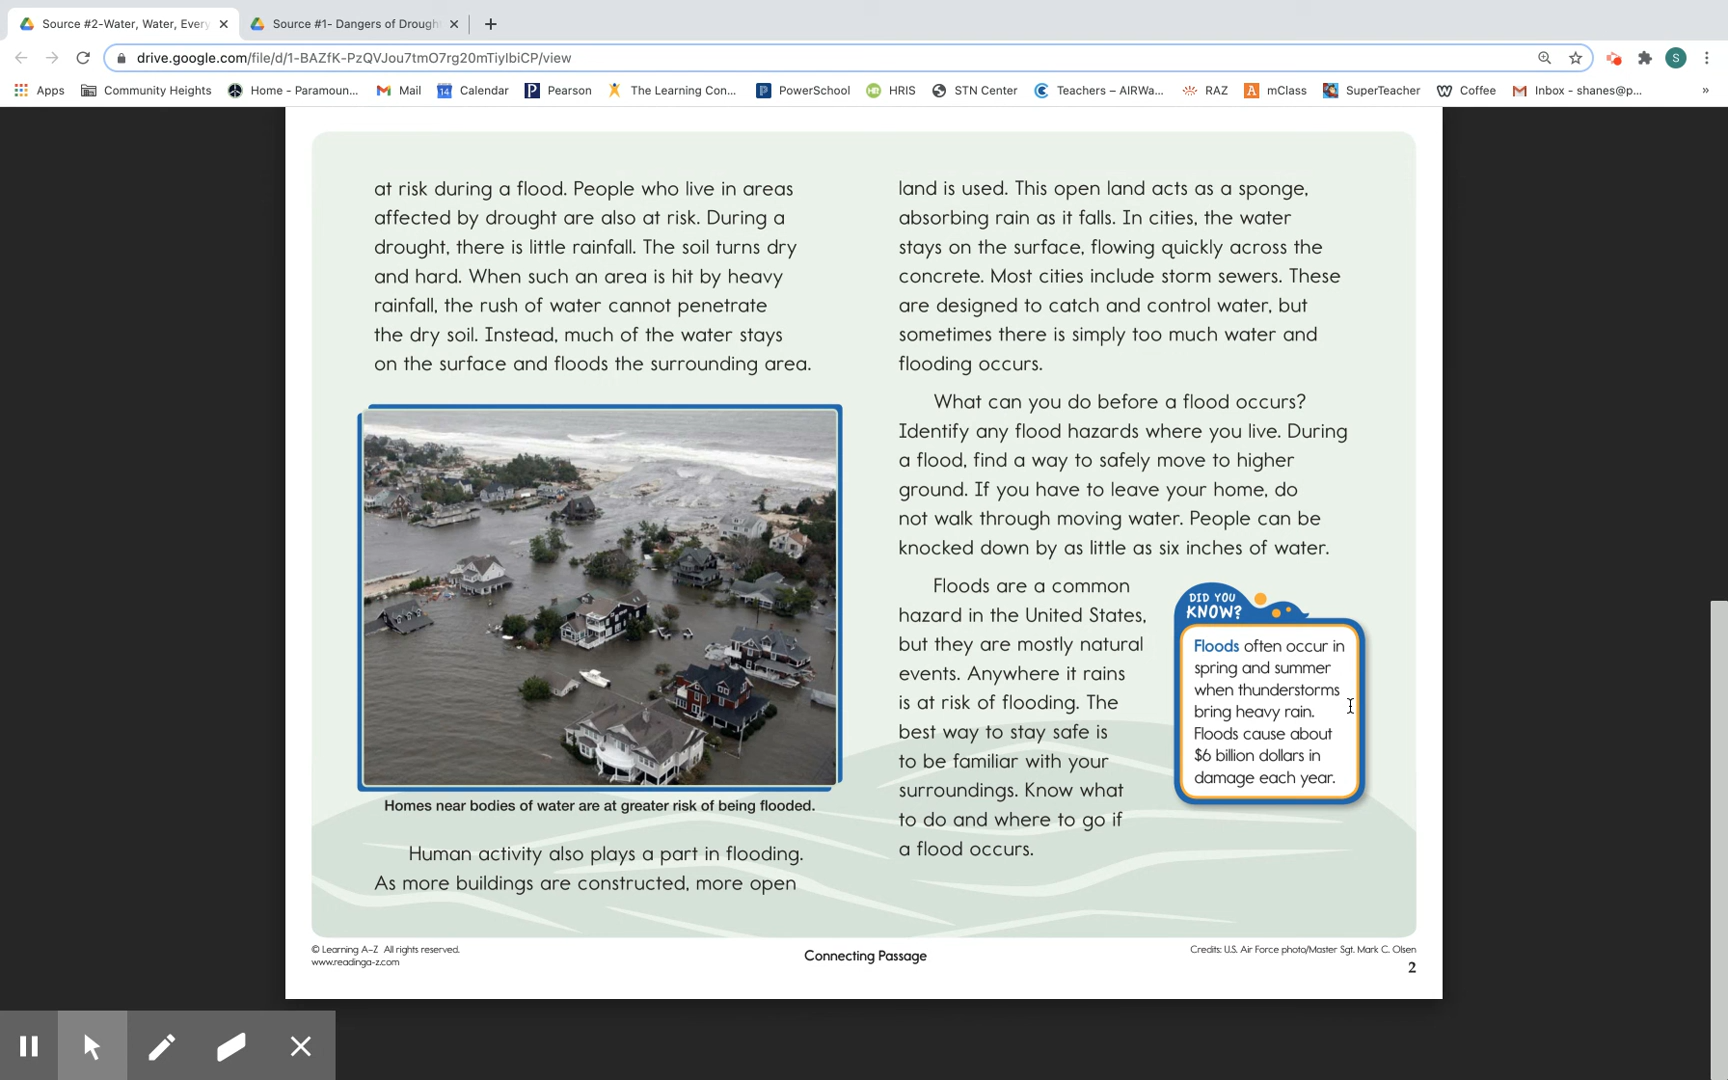 Source #2-Water, Water, Every
Source #1- Dangers of Drough
drive.google.com/file/d/1-BAZfK-PzQVJou7tmO7rg20mTiyIbiCP/view
S
Apps
Community Heights
Home - Paramoun...
Mail
14
Calendar
Pearson
The Learning Con...
PowerSchool
HR
HRIS
STN Center
Teachers – AIRWa...
RAZ
mClass
SuperTeacher
Coffee
Inbox - shanes@p...
»
at risk during a flood. People who live in areas
affected by drought are also at risk. During a
drought, there is little rainfall. The soil turns dry
and hard. When such an area is hit by heavy
rainfall, the rush of water cannot penetrate
the dry soil. Instead, much of the water stays
on the surface and floods the surrounding area.
Homes near bodies of water are at greater risk of being flooded.
Human activity also plays a part in flooding.
As more buildings are constructed, more open
land is used. This open land acts as a sponge,
absorbing rain as it falls. In cities, the water
stays on the surface, flowing quickly across the
concrete. Most cities include storm sewers. These
are designed to catch and control water, but
sometimes there is simply too much water and
flooding occurs.
What can you do before a flood occurs?
Identify any flood hazards where you live. During
a flood, find a way to safely move to higher
ground. If you have to leave your home, do
not walk through moving water. People can be
knocked down by as little as six inches of water.
Floods are a common
hazard in the United States,
but they are mostly natural
events. Anywhere it rains
is at risk of flooding. The
best way to stay safe is
to be familiar with your
surroundings. Know what
to do and where to go if
a flood occurs.
DID YOU
KNOW?
Floods often occur in
spring and summer
when thunderstorms
bring heavy rain.
Floods cause about
$6 billion dollars in
damage each year.
© Learning A–Z All rights reserved.
www.readinga-z.com
Connecting Passage
Credits: U.S. Air Force photo/Master Sgt. Mark C. Olsen
2